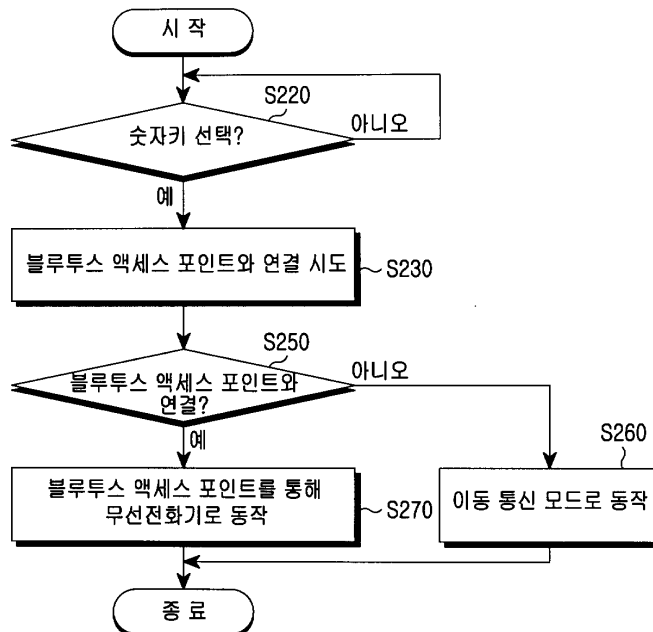 시 작
S220
숫자키 선택?
아니오
예
블루투스 액세스 포인트와 연결 시도
S230
S250
블루투스 액세스 포인트와
연결?
아니오
예
S260
블루투스 액세스 포인트를 통해
무선전화기로 동작
S270
이동 통신 모드로 동작
종 료